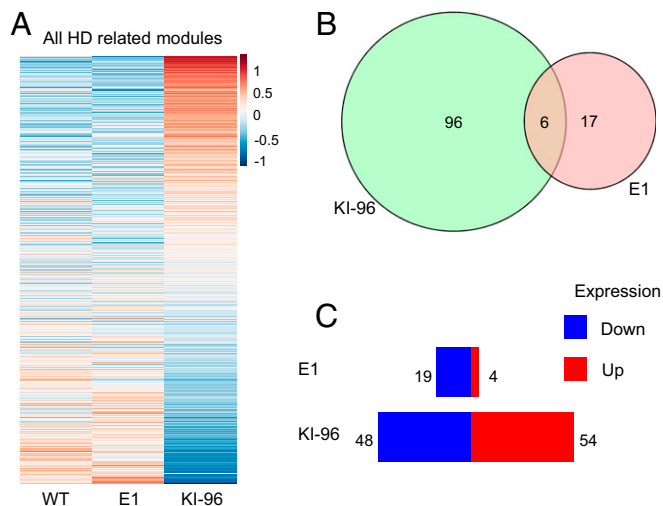 A
All HD related modules
1
0.5
0
-0.5
-1
WT E1 KI-96
B
96 6 17
KI-96
E1
C
Expression
Down
Up
E1
19 4
KI-96
48 54